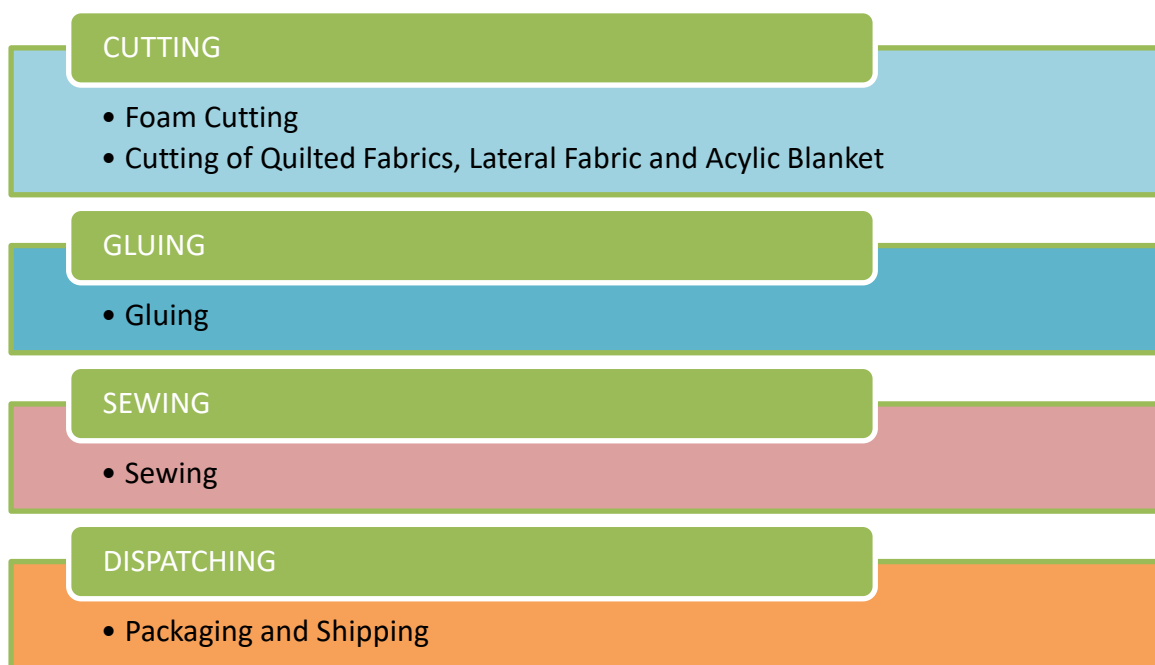 CUTTING
• Foam Cutting
• Cutting of Quilted Fabrics, Lateral Fabric and Acylic Blanket
GLUING
• Gluing
SEWING
• Sewing
DISPATCHING
• Packaging and Shipping